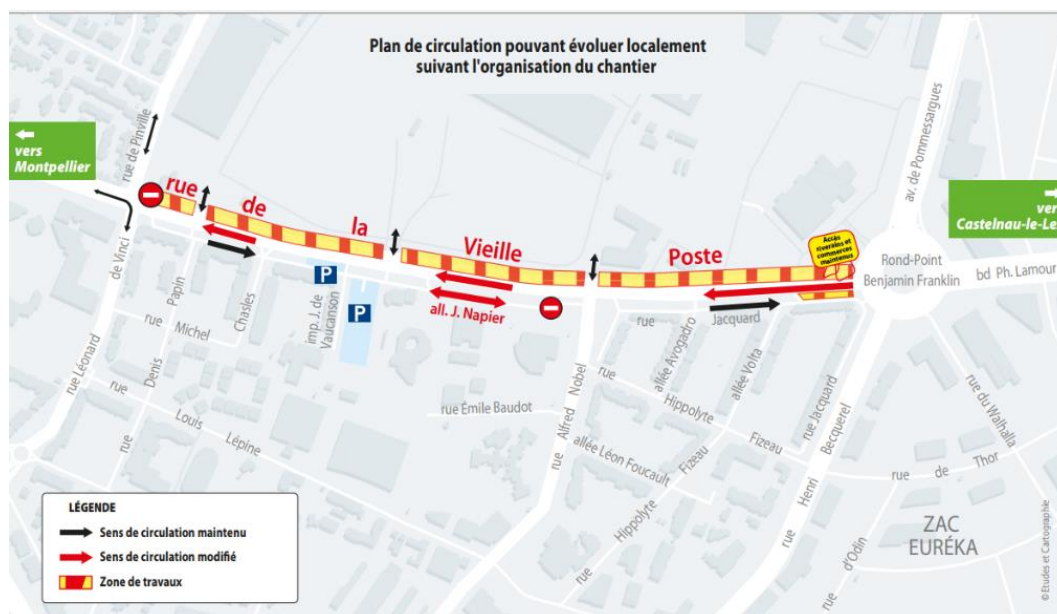 Plan de circulation pouvant évoluer localement
suivant l'organisation du chantier
vers
Montpellier
rue de Pinville
av. de Pommessargues
vers
Castelnau-le-Le
rue
de
la
Vieille
Poste
Accès
riverains et
commerces
maintenus
Rond-Point
Benjamin Franklin
bd Ph. Lamour
P
P
all. J. Napier
rue Léonard
de Vinci
rue
Denis
Papin
rue
Michel
Chasles
imp. J. de
Vaucanson
rue
Jacquard
allée Avogadro
allée Volta
rue Jacquard
rue
Louis
Lépine
rue Émile Baudot
rue Alfred Nobel
rue
Hippolyte
Fizeau
allée Léon Foucault
rue
Hippolyte
Fizeau
rue
Henri
Becquerel
rue du Walhalla
rue
de
Thor
rue
d'Odin
ZAC
EURÉKA
LÉGENDE
Sens de circulation maintenu
Sens de circulation modifié
Zone de travaux
© Etudes et Cartographie